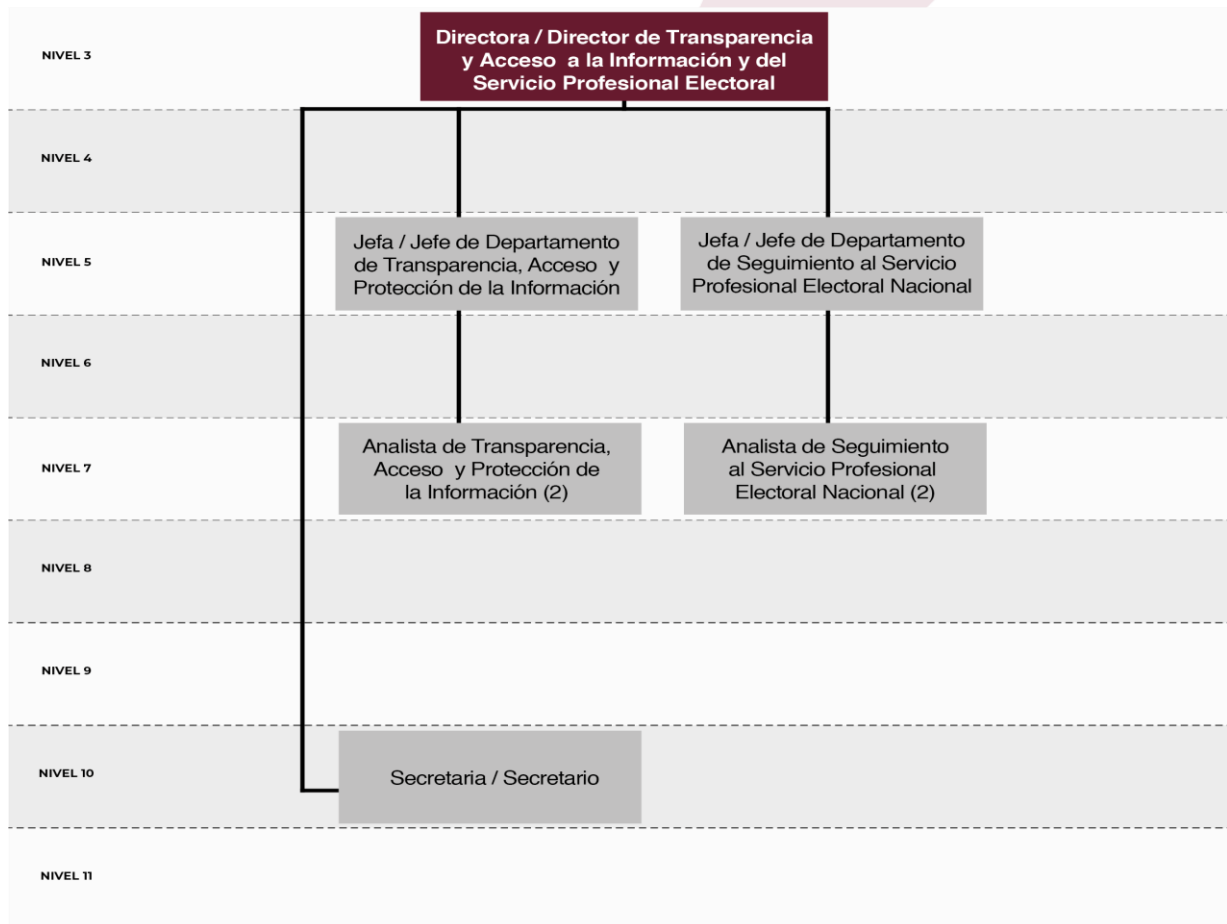 NIVEL 3
Directora / Director de Transparencia
y Acceso a la Información y del
Servicio Profesional Electoral
NIVEL 4
NIVEL 5
Jefa / Jefe de Departamento
de Transparencia, Acceso y
Protección de la Información
Jefa / Jefe de Departamento
de Seguimiento al Servicio
Profesional Electoral Nacional
NIVEL 6
NIVEL 7
Analista de Transparencia,
Acceso y Protección de
la Información (2)
Analista de Seguimiento
al Servicio Profesional
Electoral Nacional (2)
NIVEL 8
NIVEL 9
NIVEL 10
Secretaria / Secretario
NIVEL 11